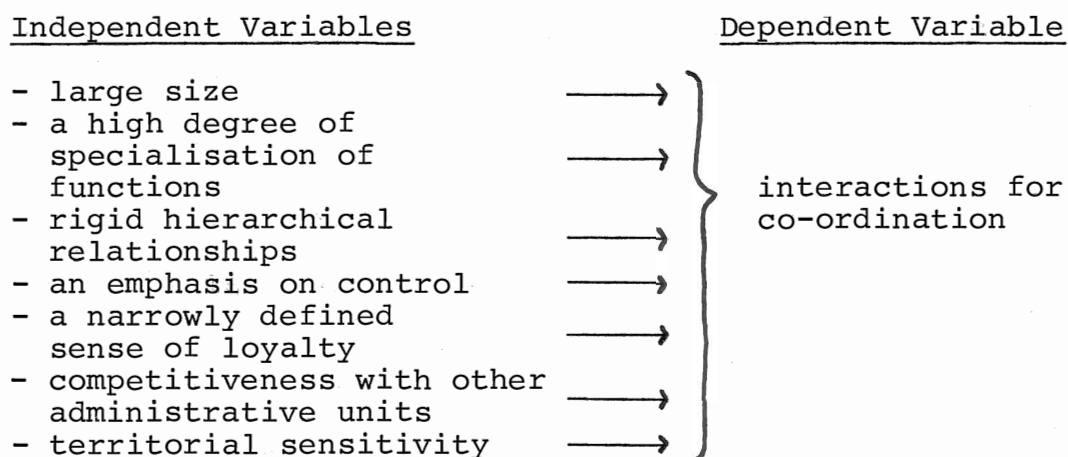 Independent Variables
Dependent Variable
- large size
- a high degree of
specialisation of
functions
- rigid hierarchical
relationships
- an emphasis on control
- a narrowly defined
sense of loyalty
- competitiveness with other
administrative units
- territorial sensitivity
interactions for
co-ordination